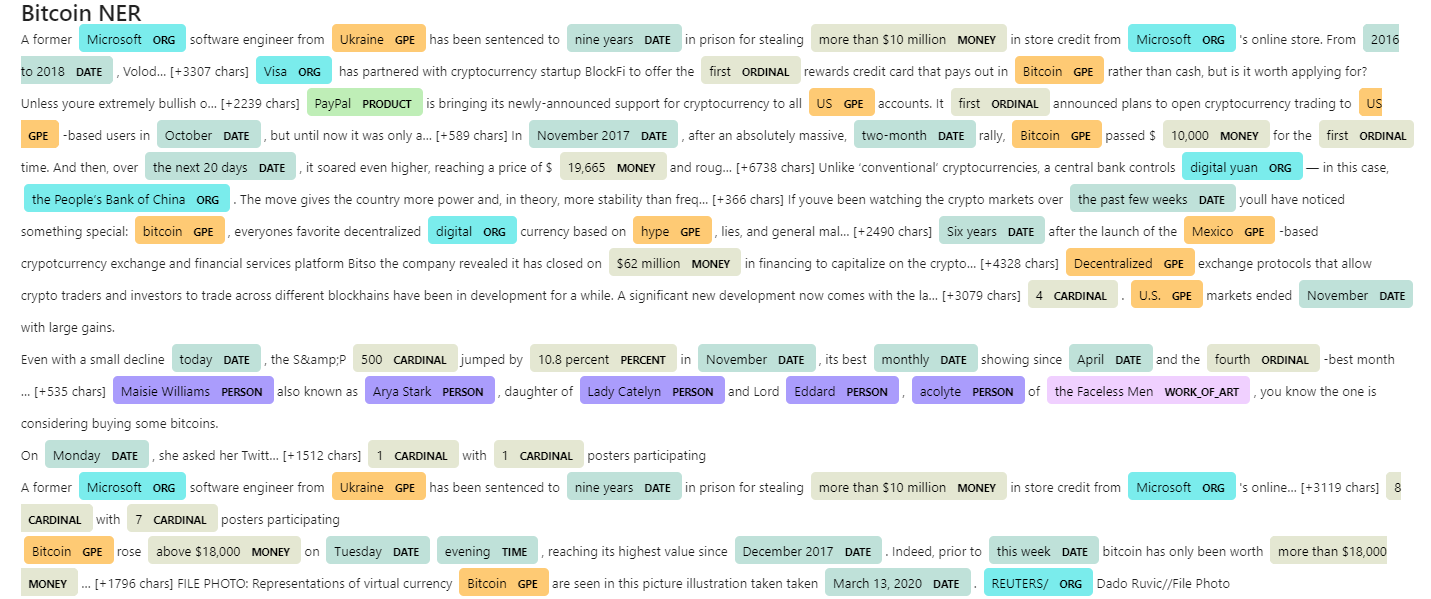 Bitcoin NER
A former Microsoft ORG software engineer from Ukraine GPE has been sentenced to nine years DATE in prison for stealing more than $10 million MONEY in store credit from Microsoft ORG 's online store. From 2016
to 2018 DATE , Volod... [+3307 chars] Visa ORG has partnered with cryptocurrency startup BlockFi to offer the first ORDINAL rewards credit card that pays out in Bitcoin GPE rather than cash, but is it worth applying for?
Unless youre extremely bullish o... [+2239 chars] PayPal PRODUCT is bringing its newly-announced support for cryptocurrency to all US GPE accounts. It first ORDINAL announced plans to open cryptocurrency trading to US
GPE -based users in October DATE , but until now it was only a... [+589 chars] In November 2017 DATE , after an absolutely massive, two-month DATE rally, Bitcoin GPE passed $ 10,000 MONEY for the first ORDINAL
time. And then, over the next 20 days DATE , it soared even higher, reaching a price of $ 19,665 MONEY and roug... [+6738 chars] Unlike ‘conventional’ cryptocurrencies, a central bank controls digital yuan ORG — in this case,
the People’s Bank of China ORG . The move gives the country more power and, in theory, more stability than freq... [+366 chars] If youve been watching the crypto markets over the past few weeks DATE youll have noticed
something special: bitcoin GPE , everyones favorite decentralized digital ORG currency based on hype GPE , lies, and general mal... [+2490 chars] Six years DATE after the launch of the Mexico GPE -based
crypotcurrency exchange and financial services platform Bitso the company revealed it has closed on $62 million MONEY in financing to capitalize on the crypto... [+4328 chars] Decentralized GPE exchange protocols that allow
crypto traders and investors to trade across different blockhains have been in development for a while. A significant new development now comes with the la... [+3079 chars] 4 CARDINAL . U.S. GPE markets ended November DATE
with large gains.
Even with a small decline today DATE , the S&amp;P 500 CARDINAL jumped by 10.8 percent PERCENT in November DATE , its best monthly DATE showing since April DATE and the fourth ORDINAL -best month
... [+535 chars] Maisie Williams PERSON also known as Arya Stark PERSON , daughter of Lady Catelyn PERSON and Lord Eddard PERSON , acolyte PERSON of the Faceless Men WORK_OF_ART , you know the one is
considering buying some bitcoins.
On Monday DATE , she asked her Twitt... [+1512 chars] 1 CARDINAL with 1 CARDINAL posters participating
A former Microsoft ORG software engineer from Ukraine GPE has been sentenced to nine years DATE in prison for stealing more than $10 million MONEY in store credit from Microsoft ORG 's online... [+3119 chars] 8
CARDINAL with 7 CARDINAL posters participating
Bitcoin GPE rose above $18,000 MONEY on Tuesday DATE evening TIME , reaching its highest value since December 2017 DATE . Indeed, prior to this week DATE bitcoin has only been worth more than $18,000
MONEY ... [+1796 chars] FILE PHOTO: Representations of virtual currency Bitcoin GPE are seen in this picture illustration taken taken March 13, 2020 DATE . REUTERS/ ORG Dado Ruvic//File Photo